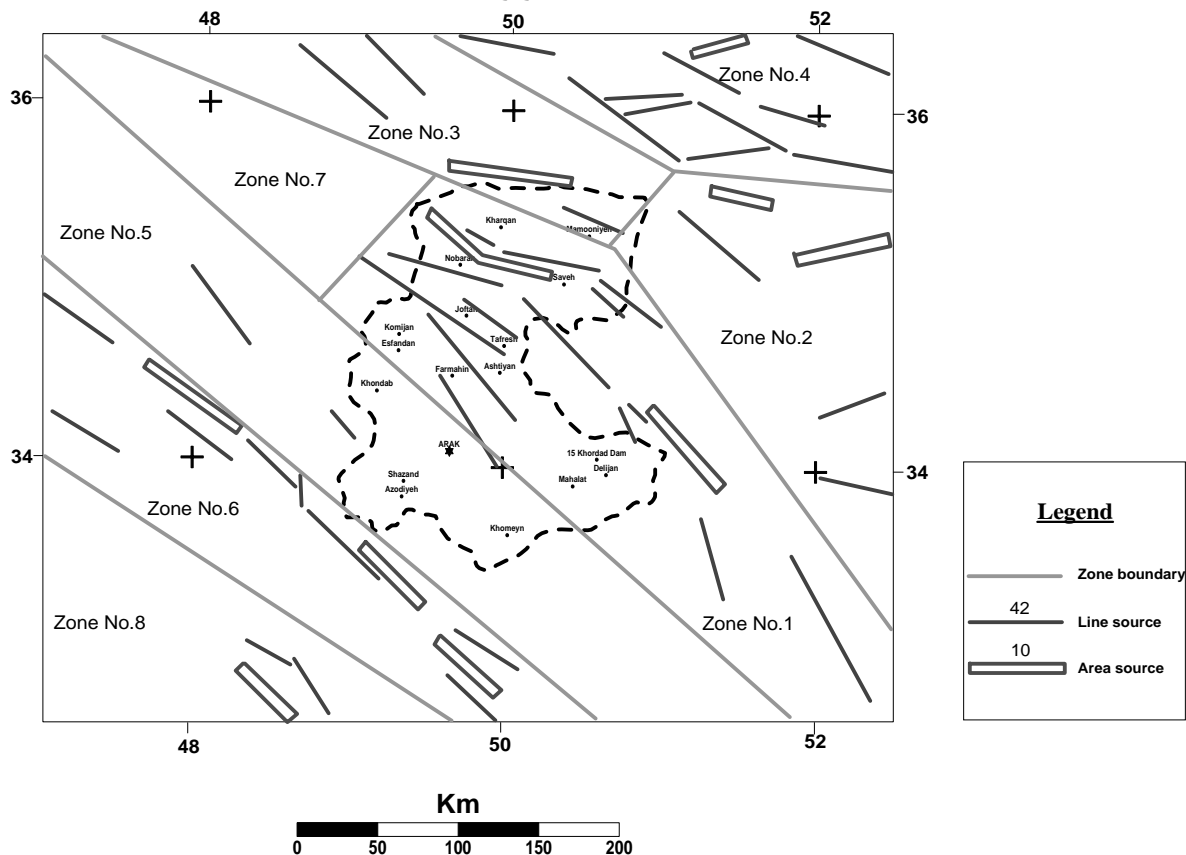 48 50 52
Zone No.4
36
36
Zone No.3
Zone No.7
Zone No.5
Kharqan
Mamooniyeh
Nobaran
Saveh
Joftan
Komijan
Zone No.2
Esfandan
Tafresh
Ashtiyan
Farmahin
Khondab
ARAK
34
34
15 Khordad Dam
Delijan
Shazand
Mahalat
Azodiyeh
Zone No.6
Khomeyn
Zone No.8
Zone No.1
48 50 52
Legend
Zone boundary
42
Line source
10
Area source
Km
0 50 100 150 200